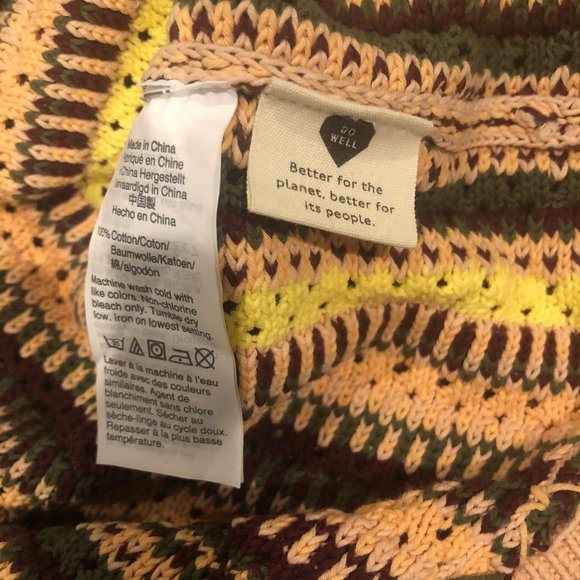 Made in China
Fabriqué en Chine
China Hergestellt
Vervaardigd in China
中国製
Hecho en China
100% Cotton/Coton/
Baumwolle/Katoen/
綿/algodón
Machine wash cold with
like colors. Non-chlorine
bleach only. Tumble dry
low. Iron on lowest setting.
Laver à la machine à l'eau
froide avec des couleurs
similaires. Agent de
blanchiment sans chlore
seulement. Sécher au
sèche-linge au cycle doux.
Repasser à la plus basse
température.
DO
WELL
Better for the
planet, better for
its people.